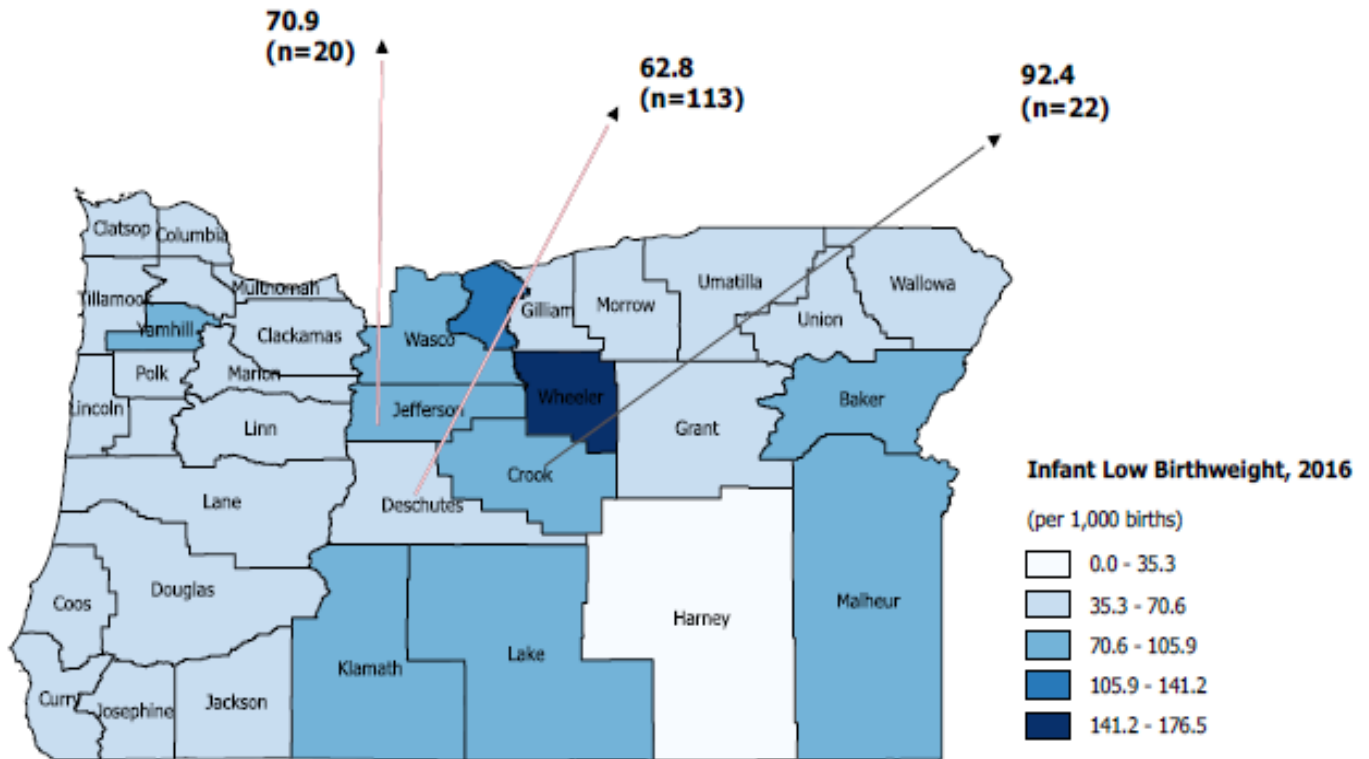 70.9
(n=20)
62.8
(n=113)
92.4
(n=22)
Clatsop
Columbia
Tillamook
Multnomah
Yamhill
Clackamas
Polk
Marion
Lincoln
Linn
Wasco
Gilliam
Morrow
Umatilla
Union
Wallowa
Jefferson
Wheeler
Grant
Baker
Crook
Deschutes
Lane
Douglas
Coos
Curry
Josephine
Jackson
Klamath
Lake
Harney
Malheur
Infant Low Birthweight, 2016
(per 1,000 births)
0.0 - 35.3
35.3 - 70.6
70.6 - 105.9
105.9 - 141.2
141.2 - 176.5